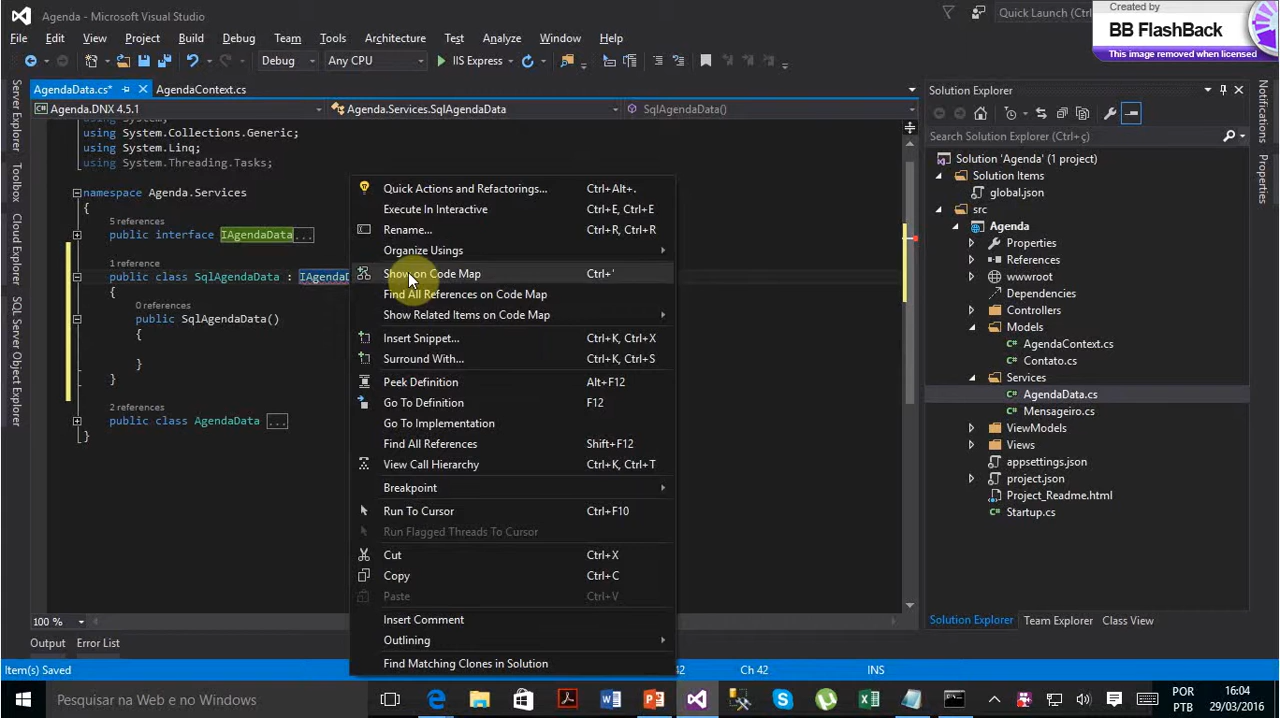 Agenda - Microsoft Visual Studio
Quick Launch (Ctrl
Created by
BB FlashBack
This image removed when licensed
File Edit View Project Build Debug Team Tools Architecture Test Analyze Window Help
Debug Any CPU IIS Express
AgendaData.cs* AgendaContext.cs
Agenda.DNX 4.5.1 Agenda.Services.SqlAgendaData SqlAgendaData()
Server Explorer
Toolbox
Cloud Explorer
SQL Server Object Explorer
using System.Collections.Generic;
using System.Linq;
using System.Threading.Tasks;
namespace Agenda.Services
{
5 references
public interface IAgendaData...
1 reference
public class SqlAgendaData : IAgendaD
{
0 references
public SqlAgendaData()
{
}
}
2 references
public class AgendaData ...
}
Quick Actions and Refactorings... Ctrl+Alt+.
Execute In Interactive Ctrl+E, Ctrl+E
Rename... Ctrl+R, Ctrl+R
Organize Usings
Show on Code Map Ctrl+'
Find All References on Code Map
Show Related Items on Code Map
Insert Snippet... Ctrl+K, Ctrl+X
Surround With... Ctrl+K, Ctrl+S
Peek Definition Alt+F12
Go To Definition F12
Go To Implementation
Find All References Shift+F12
View Call Hierarchy Ctrl+K, Ctrl+T
Breakpoint
Run To Cursor Ctrl+F10
Run Flagged Threads To Cursor
Cut Ctrl+X
Copy Ctrl+C
Paste Ctrl+V
Insert Comment
Outlining
Find Matching Clones in Solution
Solution Explorer
Search Solution Explorer (Ctrl+ç)
Solution 'Agenda' (1 project)
Solution Items
global.json
src
Agenda
Properties
References
wwwroot
Dependencies
Controllers
Models
AgendaContext.cs
Contato.cs
Services
AgendaData.cs
Mensageiro.cs
ViewModels
Views
appsettings.json
project.json
Project_Readme.html
Startup.cs
Solution Explorer Team Explorer Class View
Notifications
Properties
100 %
Output Error List
Item(s) Saved 42 Ch 42 INS
Pesquisar na Web e no Windows
POR
PTB
16:04
29/03/2016